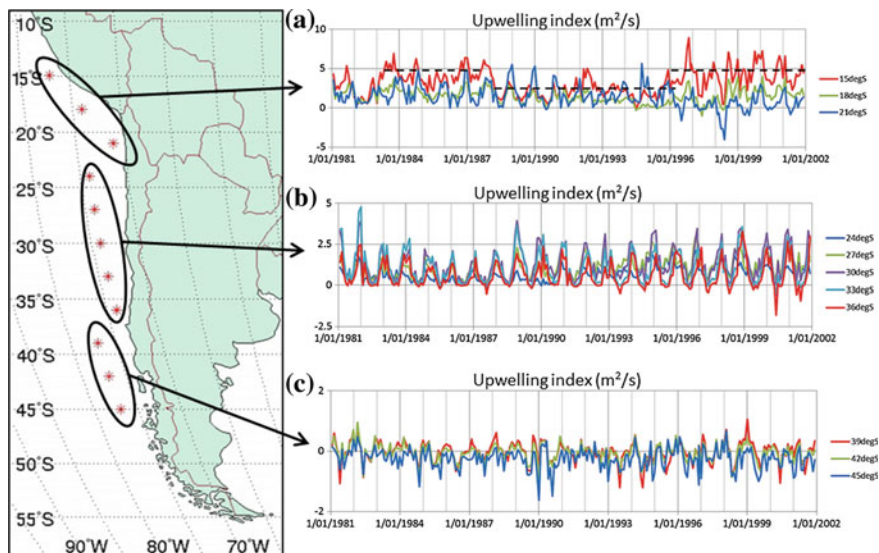 15˚S
20˚S
25˚S
30˚S
35˚S
40˚S
45˚S
50˚S
55˚S
90˚W 80˚W 70˚W
(a) Upwelling index (m²/s)
10
5
0
-5
1/01/1981 1/01/1984 1/01/1987 1/01/1990 1/01/1993 1/01/1996 1/01/1999 1/01/2002
15degS
18degS
21degS
(b) Upwelling index (m²/s)
5
2.5
0
-2.5
1/01/1981 1/01/1984 1/01/1987 1/01/1990 1/01/1993 1/01/1996 1/01/1999 1/01/2002
24degS
27degS
30degS
33degS
36degS
(c) Upwelling index (m²/s)
2
0
-2
1/01/1981 1/01/1984 1/01/1987 1/01/1990 1/01/1993 1/01/1996 1/01/1999 1/01/2002
39degS
42degS
45degS